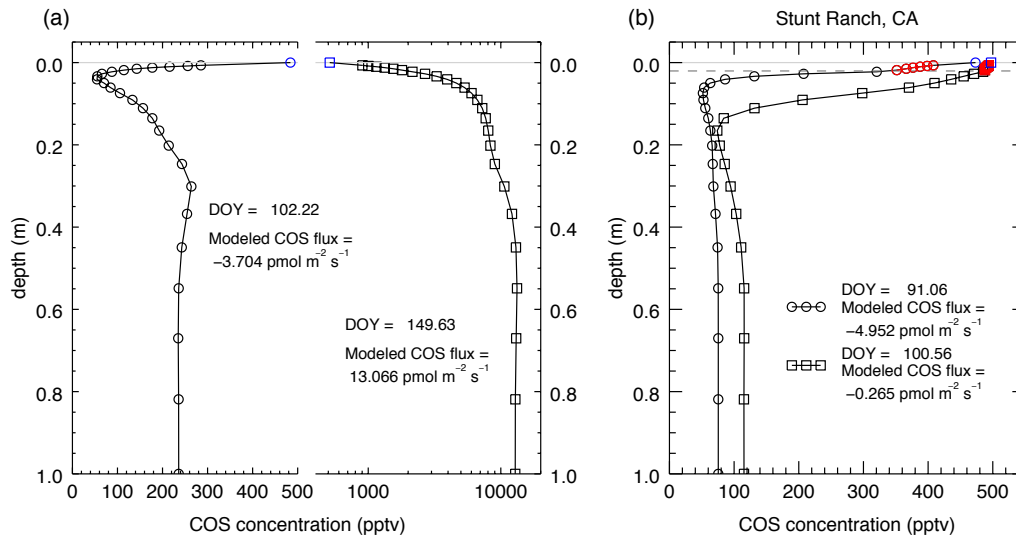 (a)
(b)
Stunt Ranch, CA
0.0
0.2
0.4
0.6
0.8
1.0
depth (m)
DOY = 102.22
Modeled COS flux =
−3.704 pmol m⁻² s⁻¹
0 100 200 300 400 500
COS concentration (pptv)
DOY = 149.63
Modeled COS flux =
13.066 pmol m⁻² s⁻¹
1000 10000
0.0
0.2
0.4
0.6
0.8
1.0
depth (m)
DOY = 91.06
Modeled COS flux =
−4.952 pmol m⁻² s⁻¹
DOY = 100.56
Modeled COS flux =
−0.265 pmol m⁻² s⁻¹
0 100 200 300 400 500
COS concentration (pptv)